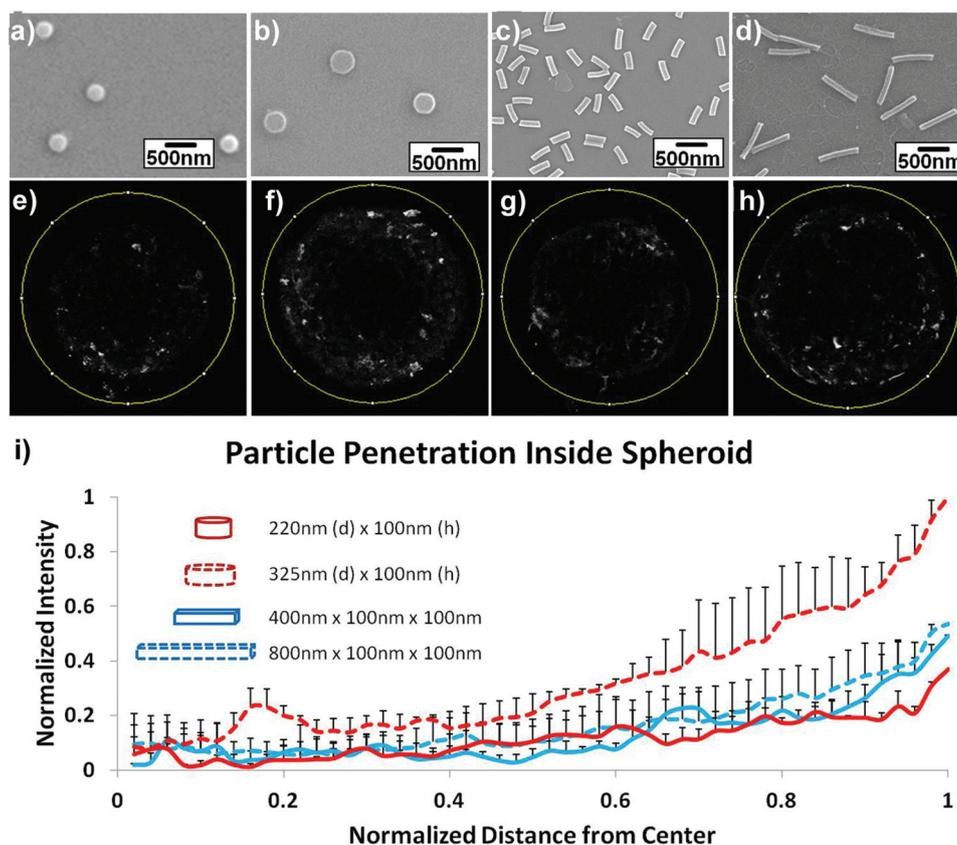 a)
b)
c)
d)
500nm
500nm
500nm
500nm
e)
f)
g)
h)
i)
Particle Penetration Inside Spheroid
Normalized Intensity
1
0.8
0.6
0.4
0.2
0
220nm (d) x 100nm (h)
325nm (d) x 100nm (h)
400nm x 100nm x 100nm
800nm x 100nm x 100nm
0 0.2 0.4 0.6 0.8 1
Normalized Distance from Center